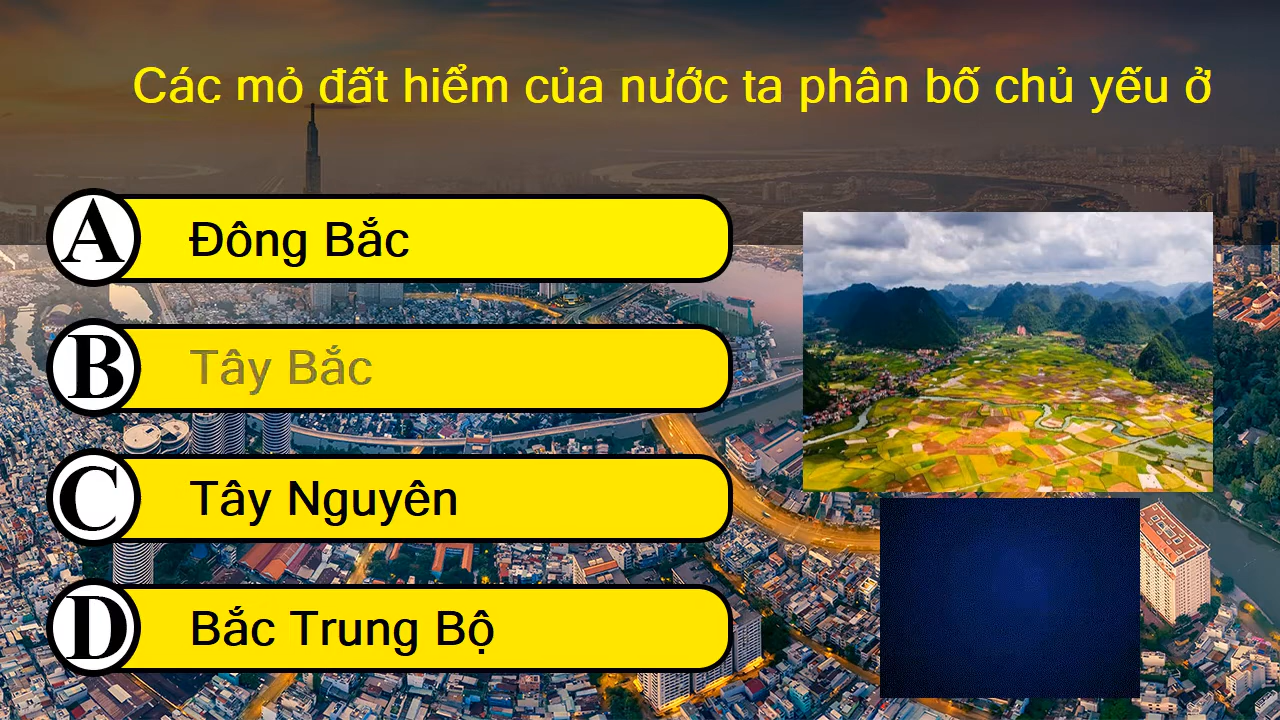 Các mỏ đất hiểm của nước ta phân bố chủ yếu ở
A Đông Bắc
B Tây Bắc
C Tây Nguyên
D Bắc Trung Bộ